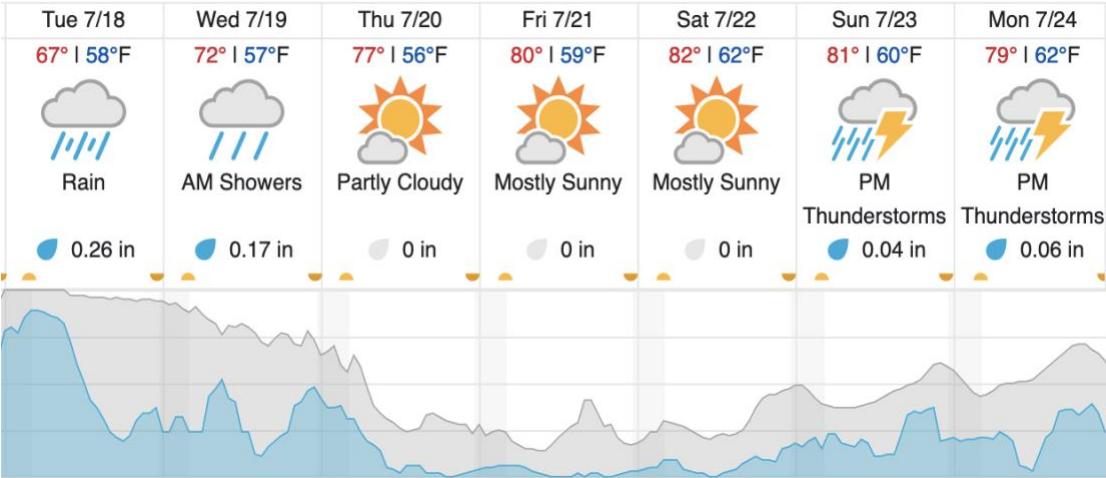 Tue 7/18 Wed 7/19 Thu 7/20 Fri 7/21 Sat 7/22 Sun 7/23 Mon 7/24
67° | 58°F 72° | 57°F 77° | 56°F 80° | 59°F 82° | 62°F 81° | 60°F 79° | 62°F
Rain AM Showers Partly Cloudy Mostly Sunny Mostly Sunny PM PM
Thunderstorms Thunderstorms
0.26 in 0.17 in 0 in 0 in 0 in 0.04 in 0.06 in